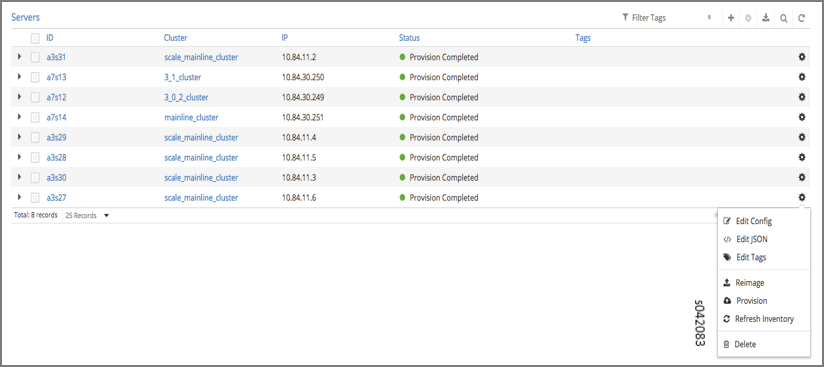 Servers
Filter Tags
ID Cluster IP Status Tags
a3s31 scale_mainline_cluster 10.84.11.2 Provision Completed
a7s13 3_1_cluster 10.84.30.250 Provision Completed
a7s12 3_0_2_cluster 10.84.30.249 Provision Completed
a7s14 mainline_cluster 10.84.30.251 Provision Completed
a3s29 scale_mainline_cluster 10.84.11.4 Provision Completed
a3s28 scale_mainline_cluster 10.84.11.5 Provision Completed
a3s30 scale_mainline_cluster 10.84.11.3 Provision Completed
a3s27 scale_mainline_cluster 10.84.11.6 Provision Completed
Total: 8 records 25 Records
Edit Config
Edit JSON
Edit Tags
Reimage
Provision
Refresh Inventory
Delete
s042083